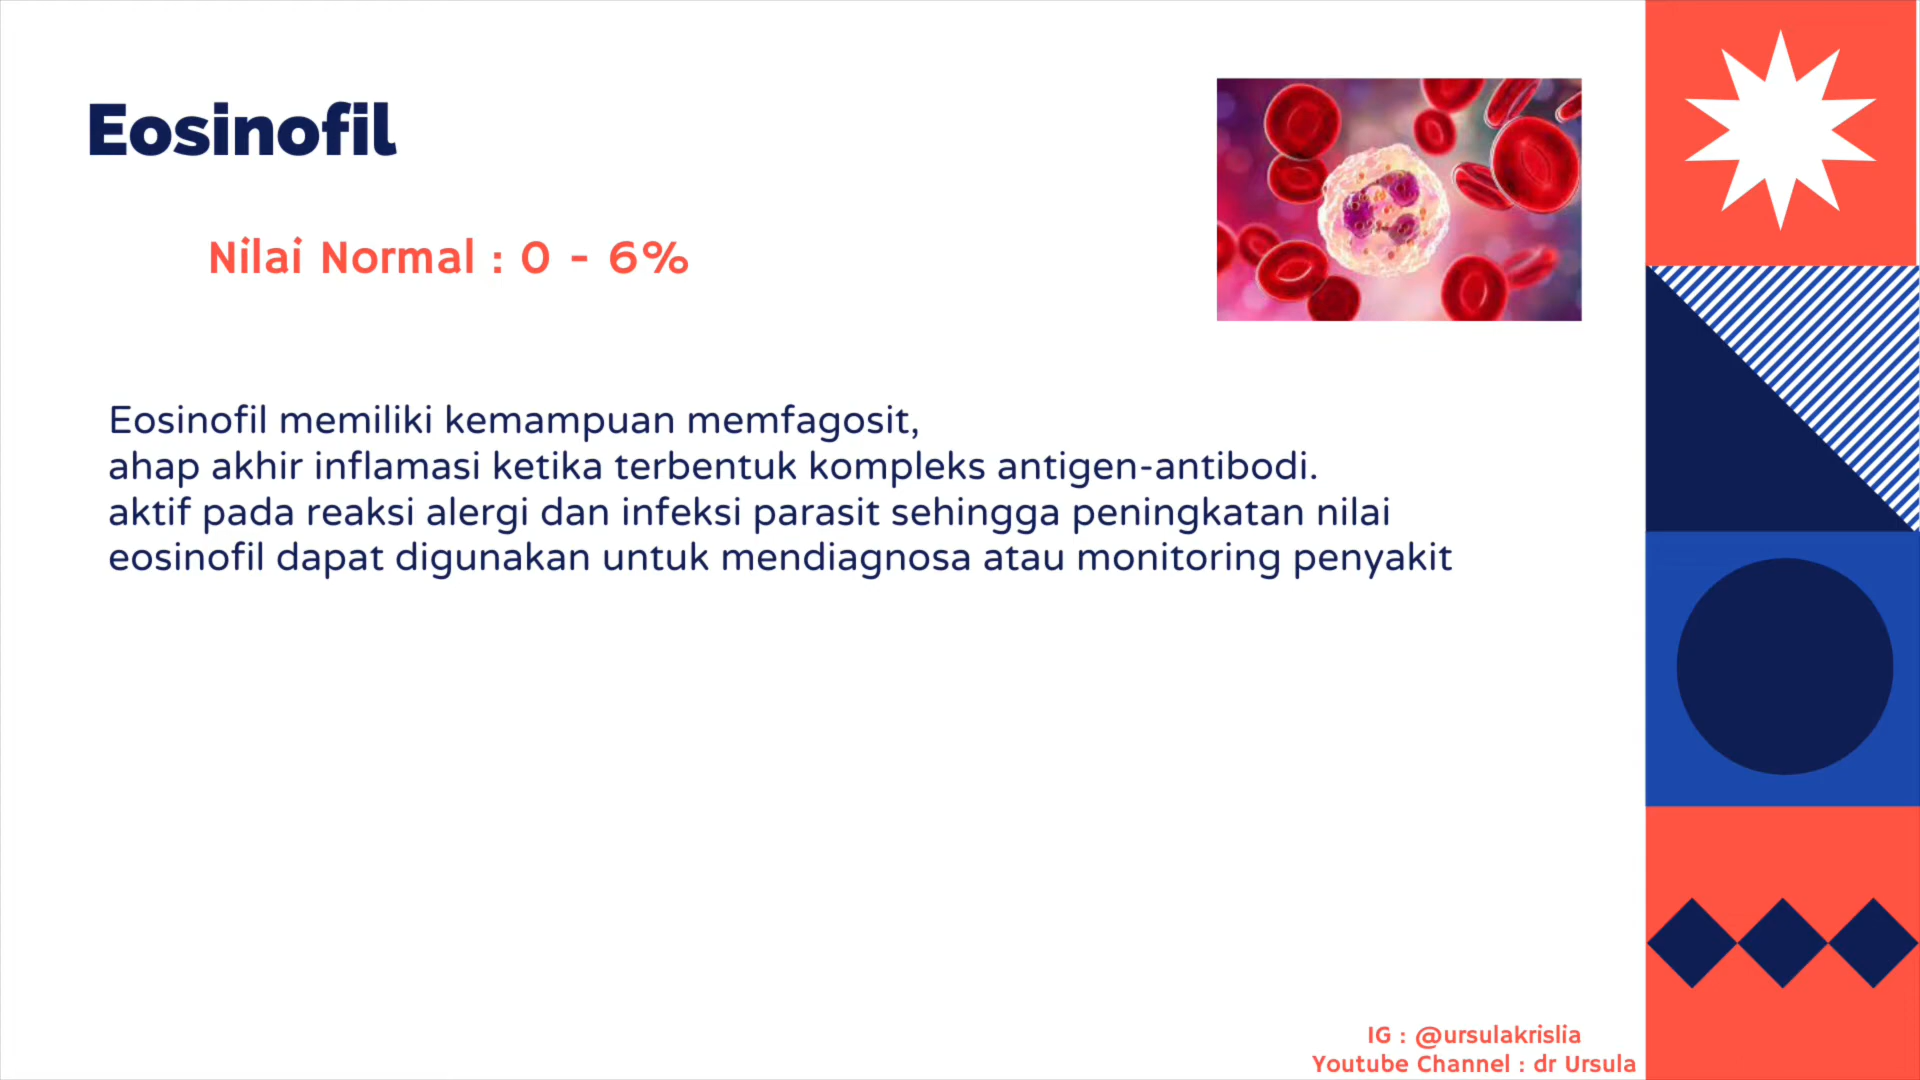 Eosinofil
Nilai Normal : 0 - 6%
Eosinofil memiliki kemampuan memfagosit,
ahap akhir inflamasi ketika terbentuk kompleks antigen-antibodi.
aktif pada reaksi alergi dan infeksi parasit sehingga peningkatan nilai
eosinofil dapat digunakan untuk mendiagnosa atau monitoring penyakit
IG : @ursulakrislia
Youtube Channel : dr Ursula